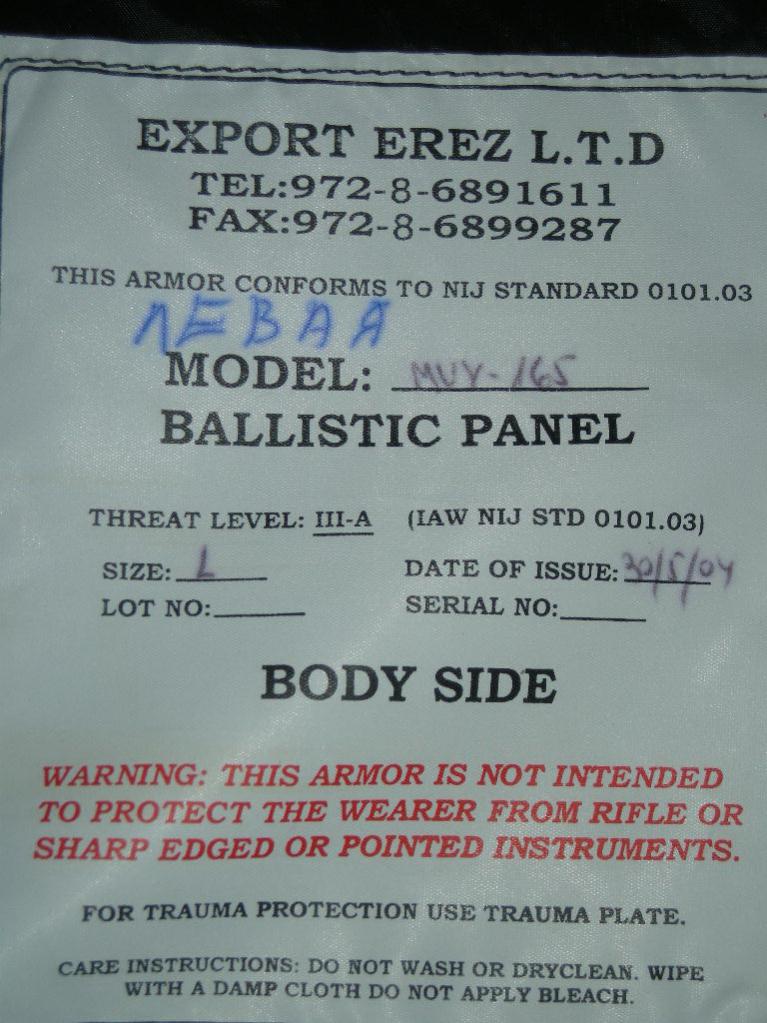 EXPORT EREZ L.T.D
TEL:972-8-6891611
FAX:972-8-6899287
THIS ARMOR CONFORMS TO NIJ STANDARD 0101.03
ЛЕВАЯ
MODEL: MVY-165
BALLISTIC PANEL
THREAT LEVEL: III-A (IAW NIJ STD 0101.03)
SIZE: L DATE OF ISSUE: 30/5/04
LOT NO: SERIAL NO:
BODY SIDE
WARNING: THIS ARMOR IS NOT INTENDED
TO PROTECT THE WEARER FROM RIFLE OR
SHARP EDGED OR POINTED INSTRUMENTS.
FOR TRAUMA PROTECTION USE TRAUMA PLATE.
CARE INSTRUCTIONS: DO NOT WASH OR DRYCLEAN. WIPE
WITH A DAMP CLOTH DO NOT APPLY BLEACH.